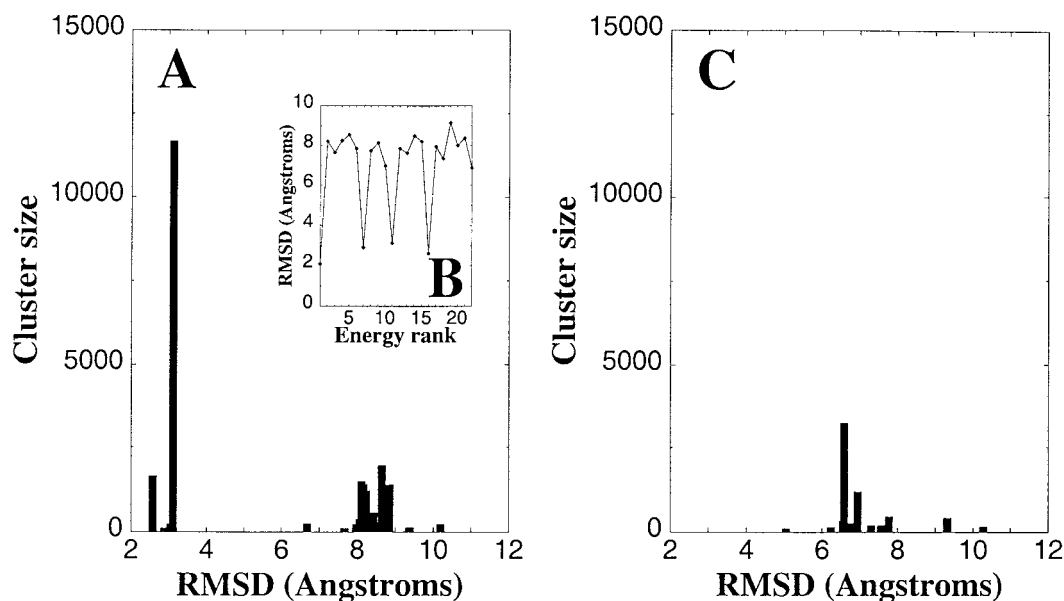 15000
10000
5000
0
Cluster size
A
10
8
6
4
2
0
RMSD (Angstroms)
B
5 10 15 20
Energy rank
2 4 6 8 10 12
RMSD (Angstroms)
15000
10000
5000
0
Cluster size
C
2 4 6 8 10 12
RMSD (Angstroms)